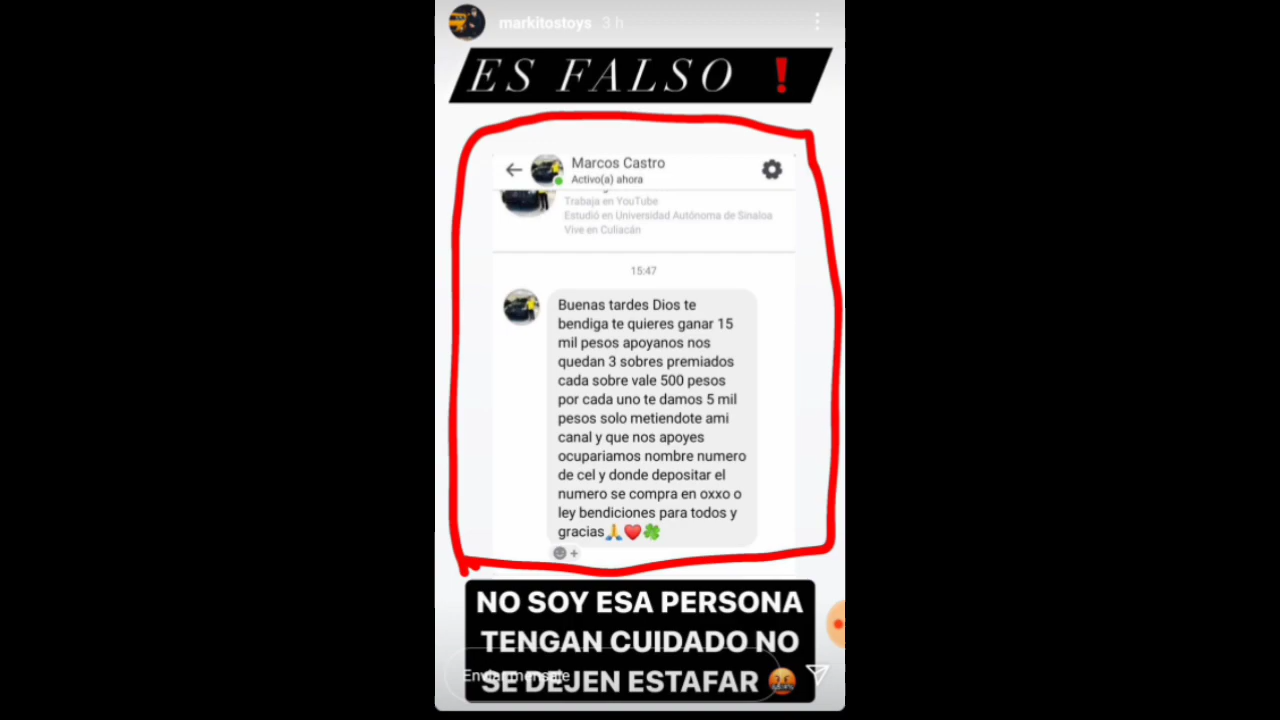 markitostoys 3 h
ES FALSO ❗
Marcos Castro
Activo(a) ahora
Trabaja en YouTube
Estudió en Universidad Autónoma de Sinaloa
Vive en Culiacán
15:47
Buenas tardes Dios te
bendiga te quieres ganar 15
mil pesos apoyanos nos
quedan 3 sobres premiados
cada sobre vale 500 pesos
por cada uno te damos 5 mil
pesos solo metiendote ami
canal y que nos apoyes
ocupariamos nombre numero
de cel y donde depositar el
numero se compra en oxxo o
ley bendiciones para todos y
gracias🙏❤️🍀
NO SOY ESA PERSONA
TENGAN CUIDADO NO
SE DEJEN ESTAFAR 🤬
Enviar mensaje